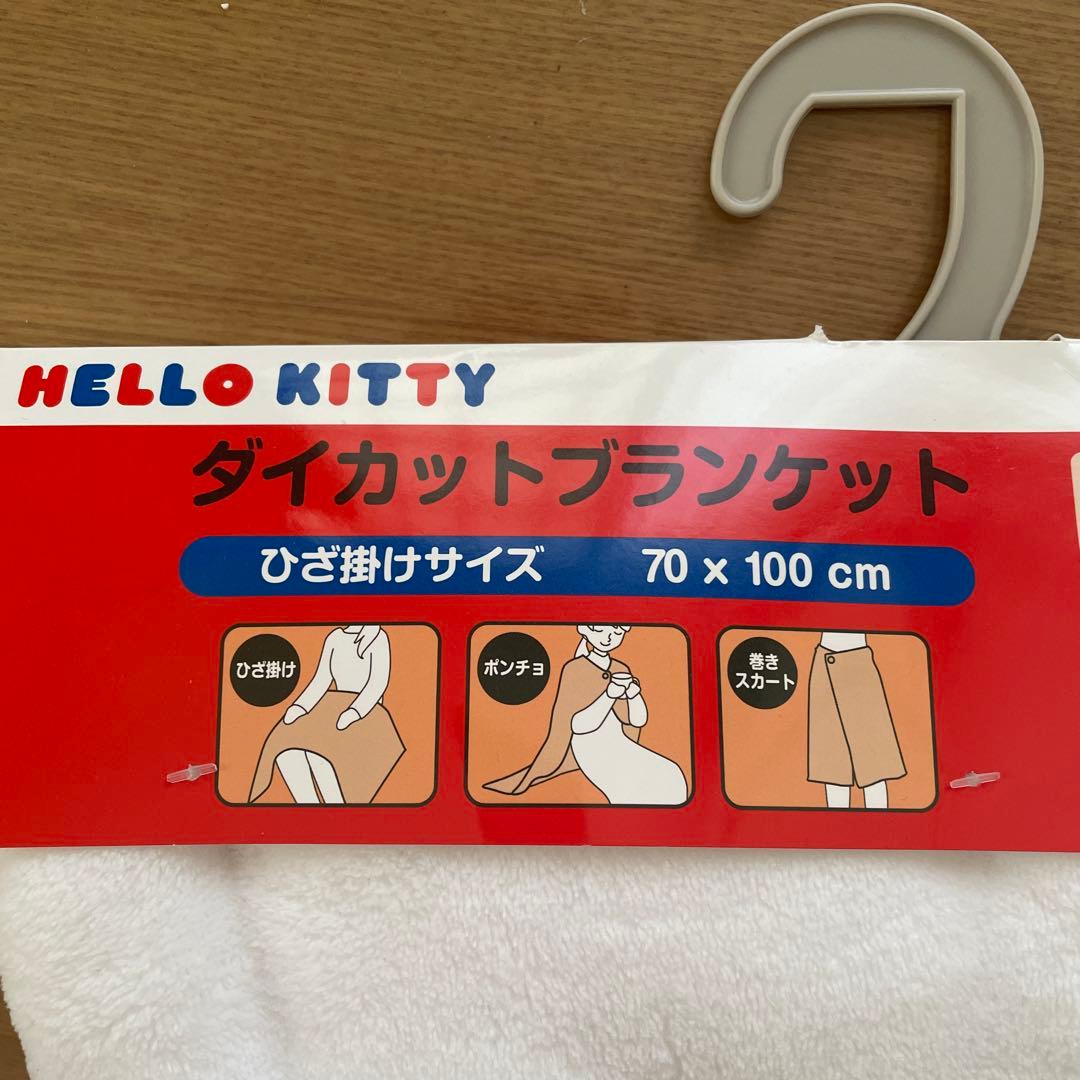 HELLO KITTY
ダイカットブランケット
ひざ掛けサイズ 70 x 100 cm
ひざ掛け
ポンチョ
巻き
スカート